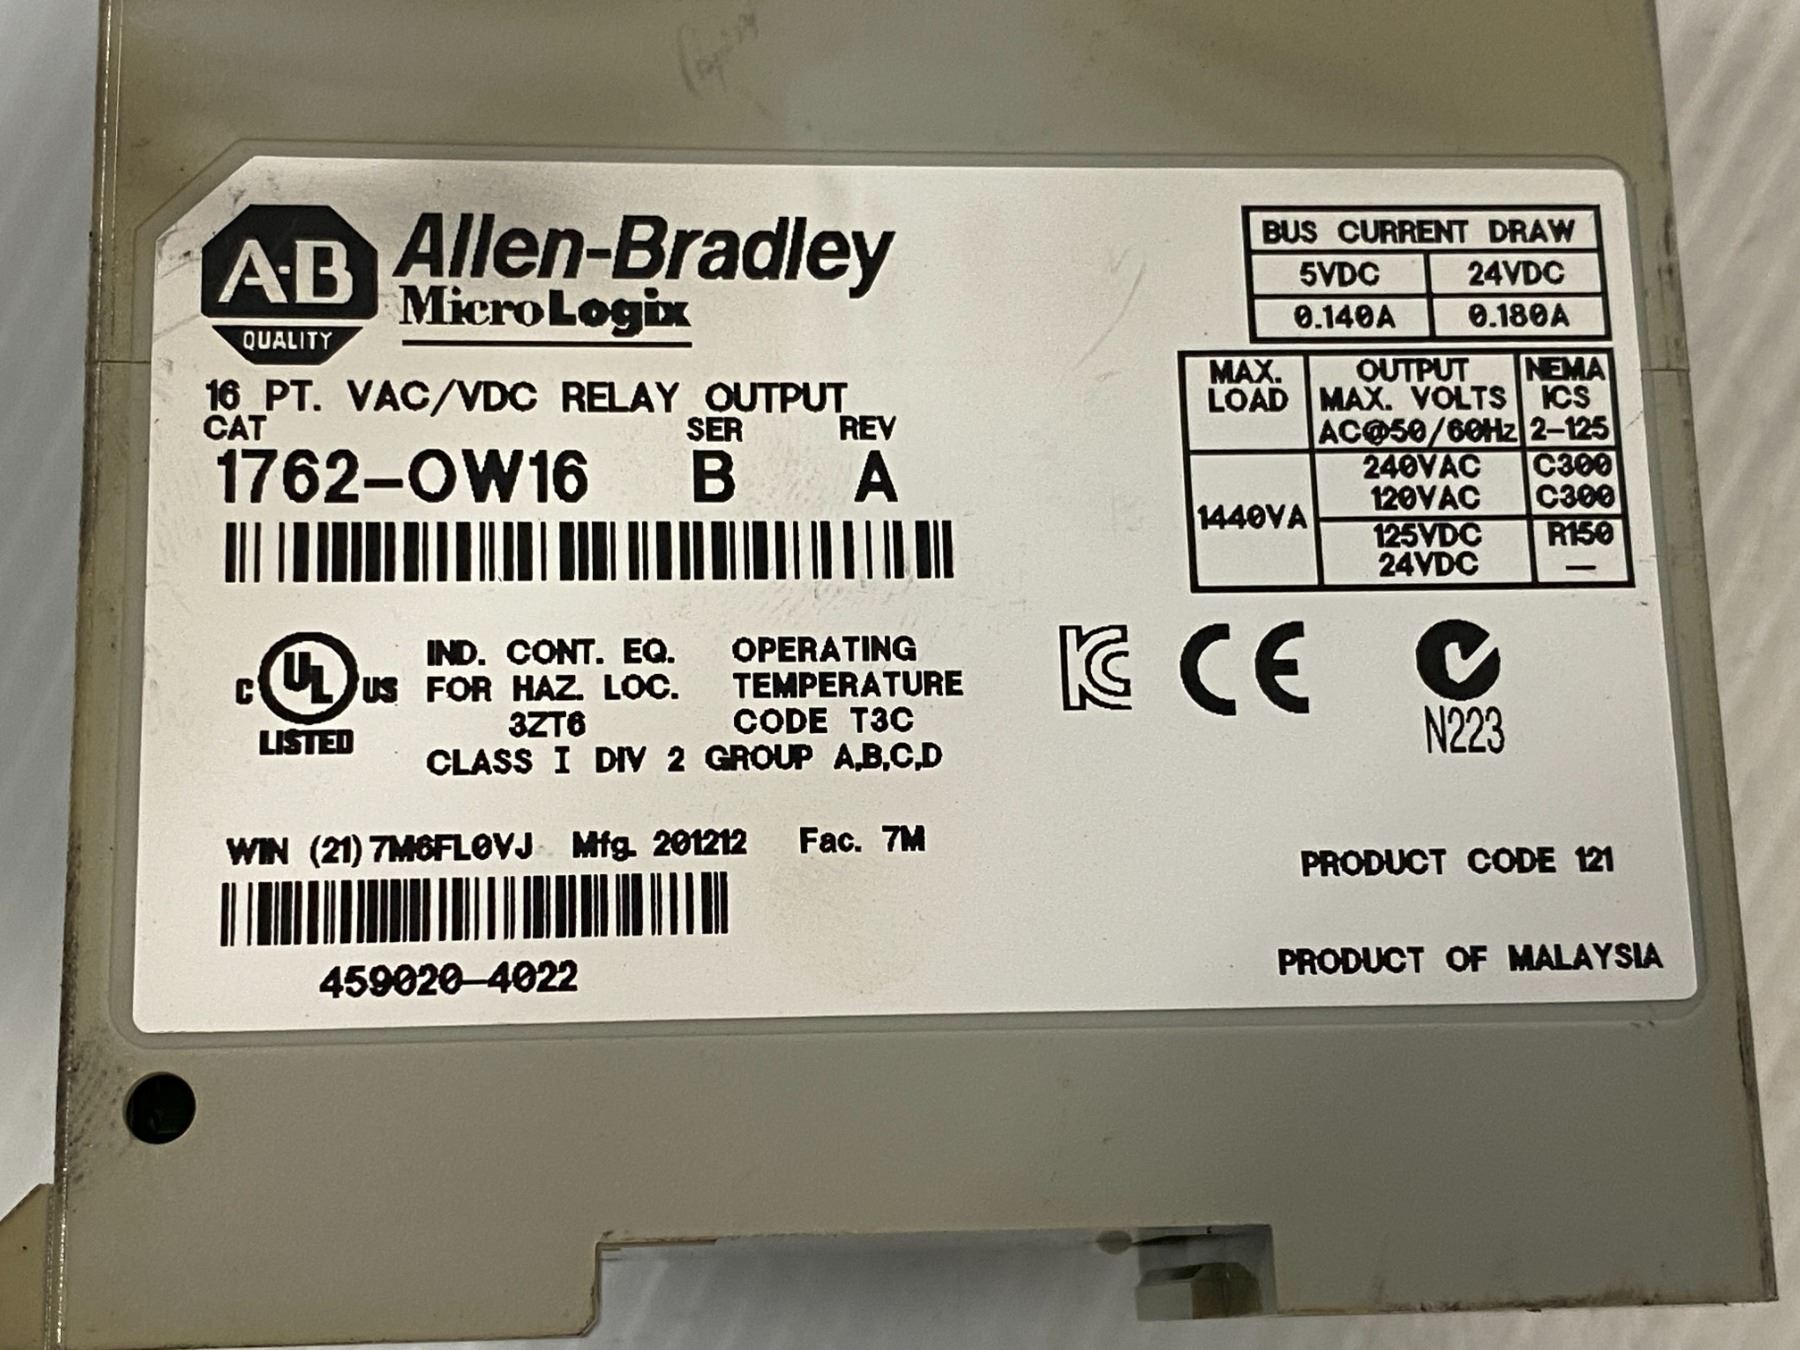 A-B
QUALITY
Allen-Bradley
MicroLogix
16 PT. VAC/VDC RELAY OUTPUT
CAT SER REV
1762-OW16 B A
BUS CURRENT DRAW
5VDC 24VDC
0.140A 0.180A
MAX. LOAD
OUTPUT
MAX. VOLTS
AC@50/60Hz
NEMA
ICS
2-125
1440VA
240VAC C300
120VAC C300
125VDC R150
24VDC —
C UL US
LISTED
IND. CONT. EQ.
FOR HAZ. LOC.
3ZT6
OPERATING
TEMPERATURE
CODE T3C
CLASS I DIV 2 GROUP A,B,C,D
KC CE
N223
WIN (21) 7M6FL0VJ Mfg. 201212 Fac. 7M
459020-4022
PRODUCT CODE 121
PRODUCT OF MALAYSIA